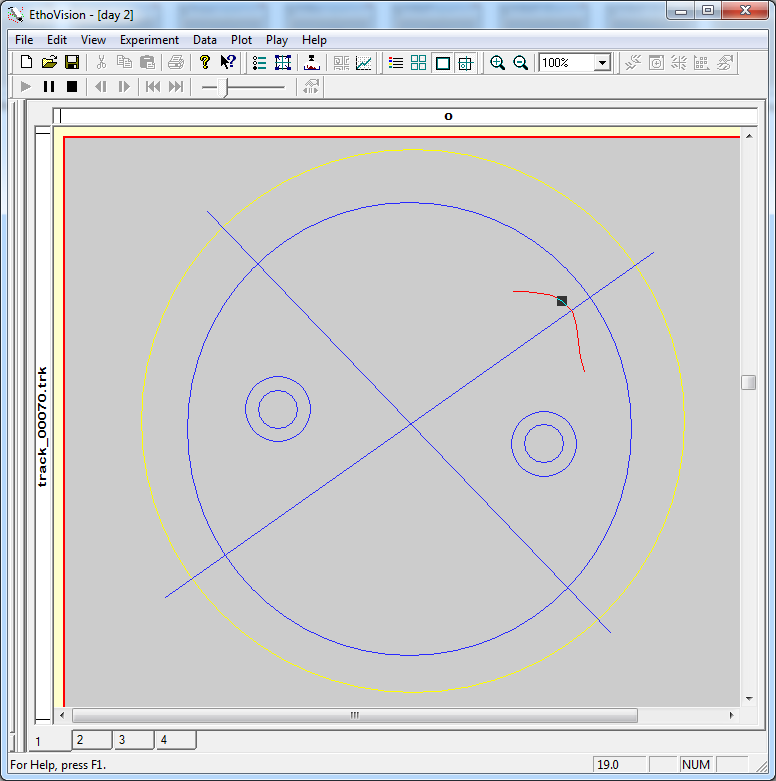 EthoVision - [day 2]
File Edit View Experiment Data Plot Play Help
100%
o
track_00070.trk
1 2 3 4
For Help, press F1.
19.0
NUM